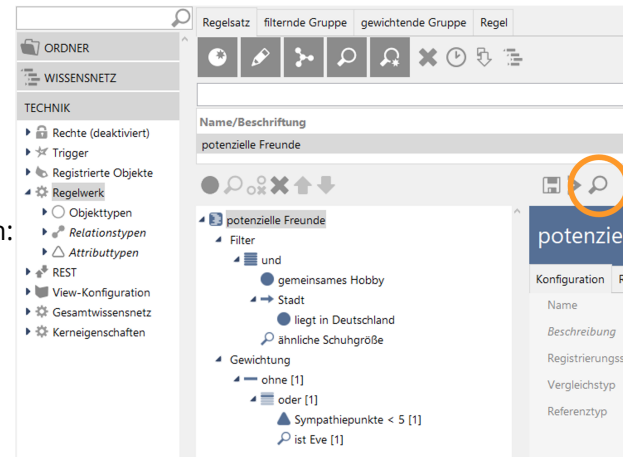 Regelsatz filternde Gruppe gewichtende Gruppe Regel
ORDNER
WISSENSNETZ
TECHNIK
Rechte (deaktiviert)
Trigger
Registrierte Objekte
Regelwerk
Objekttypen
Relationstypen
Attributtypen
REST
View-Konfiguration
Gesamtwissensnetz
Kerneigenschaften
n:
Name/Beschriftung
potenzielle Freunde
potenzielle Freunde
Filter
und
gemeinsames Hobby
Stadt
liegt in Deutschland
ähnliche Schuhgröße
Gewichtung
ohne [1]
oder [1]
Sympathiepunkte < 5 [1]
ist Eve [1]
potenzie
Konfiguration R
Name
Beschreibung
Registrierungss
Vergleichstyp
Referenztyp